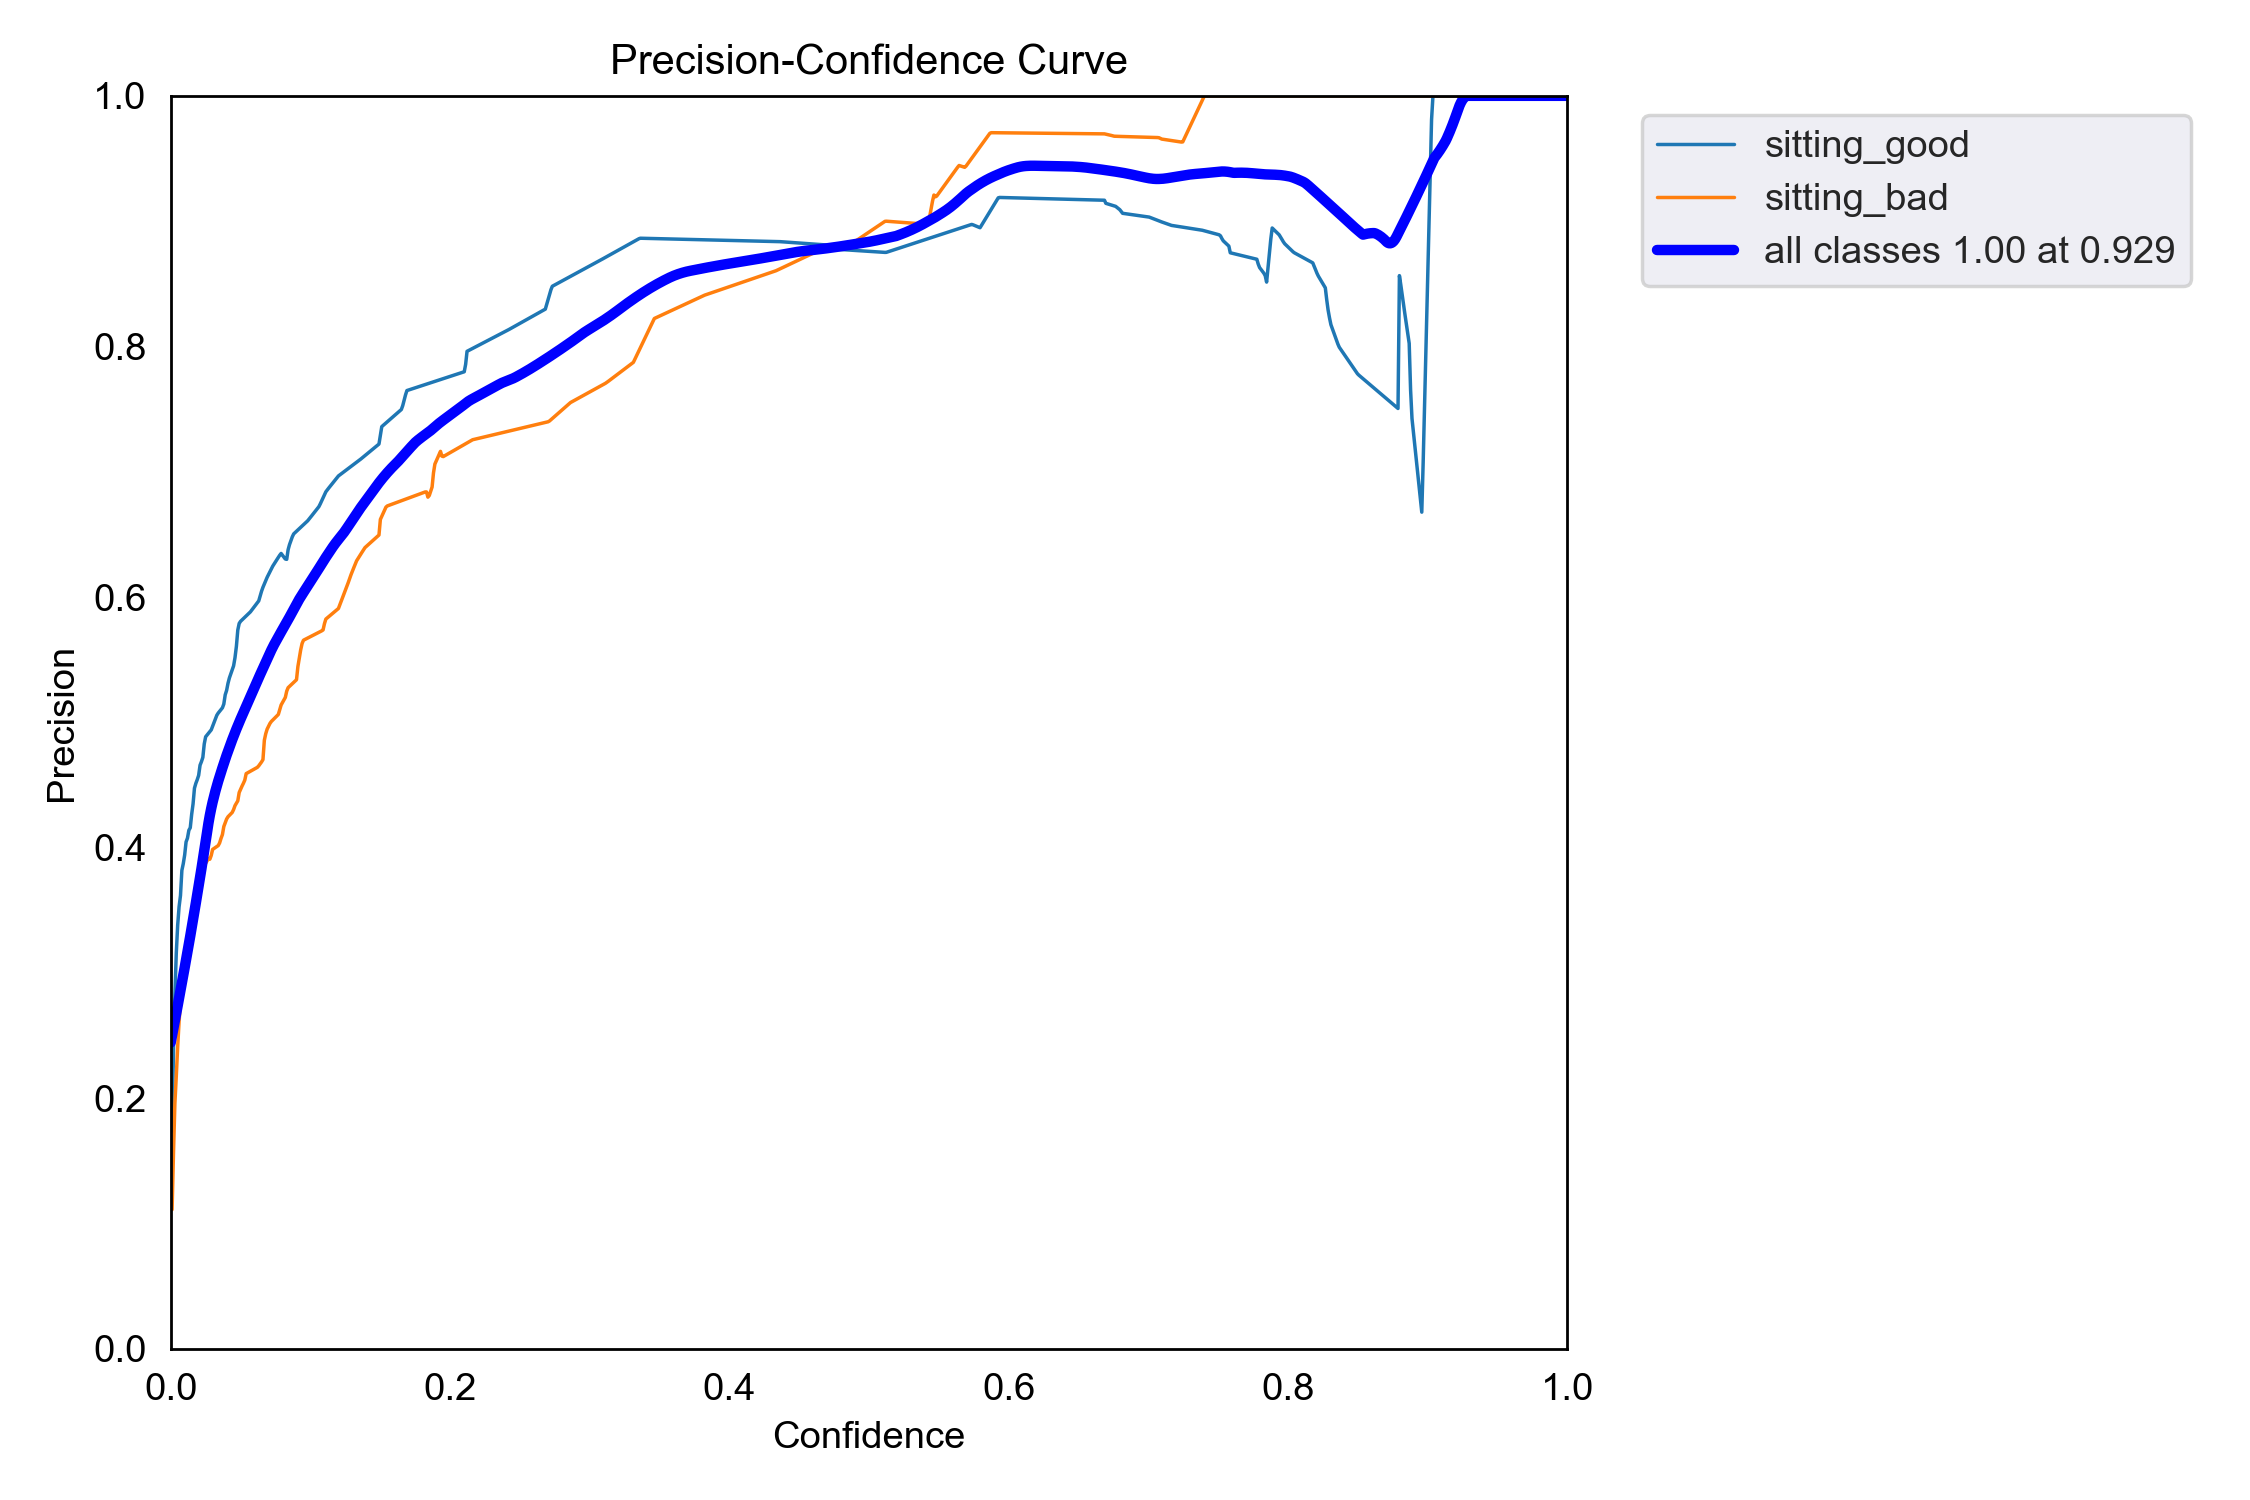 Precision-Confidence Curve
1.0
0.8
0.6
0.4
0.2
0.0
Precision
0.0 0.2 0.4 0.6 0.8 1.0
Confidence
sitting_good
sitting_bad
all classes 1.00 at 0.929